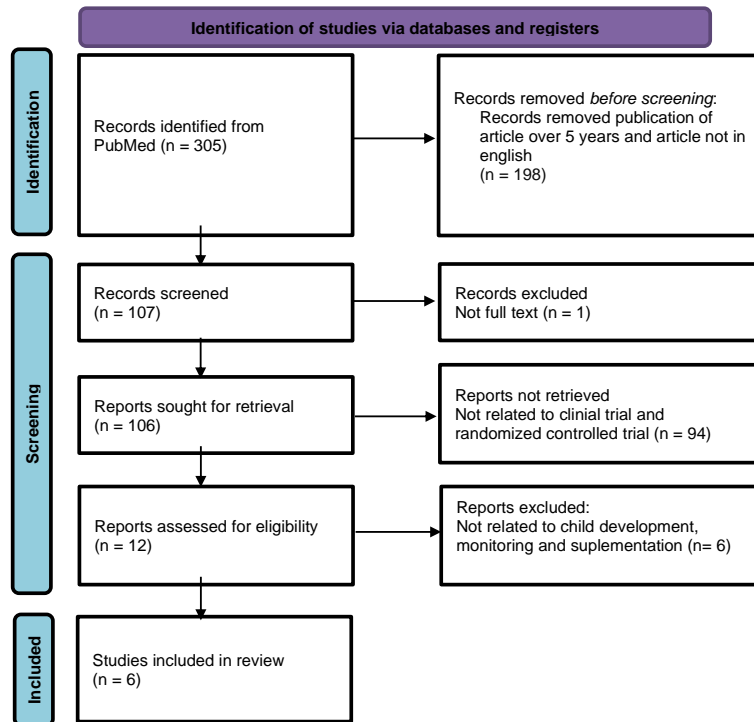 Identification of studies via databases and registers
Identification
Records identified from
PubMed (n = 305)
Records removed before screening:
Records removed publication of
article over 5 years and article not in
english
(n = 198)
Screening
Records screened
(n = 107)
Records excluded
Not full text (n = 1)
Reports sought for retrieval
(n = 106)
Reports not retrieved
Not related to clinial trial and
randomized controlled trial (n = 94)
Reports assessed for eligibility
(n = 12)
Reports excluded:
Not related to child development,
monitoring and suplementation (n= 6)
Included
Studies included in review
(n = 6)